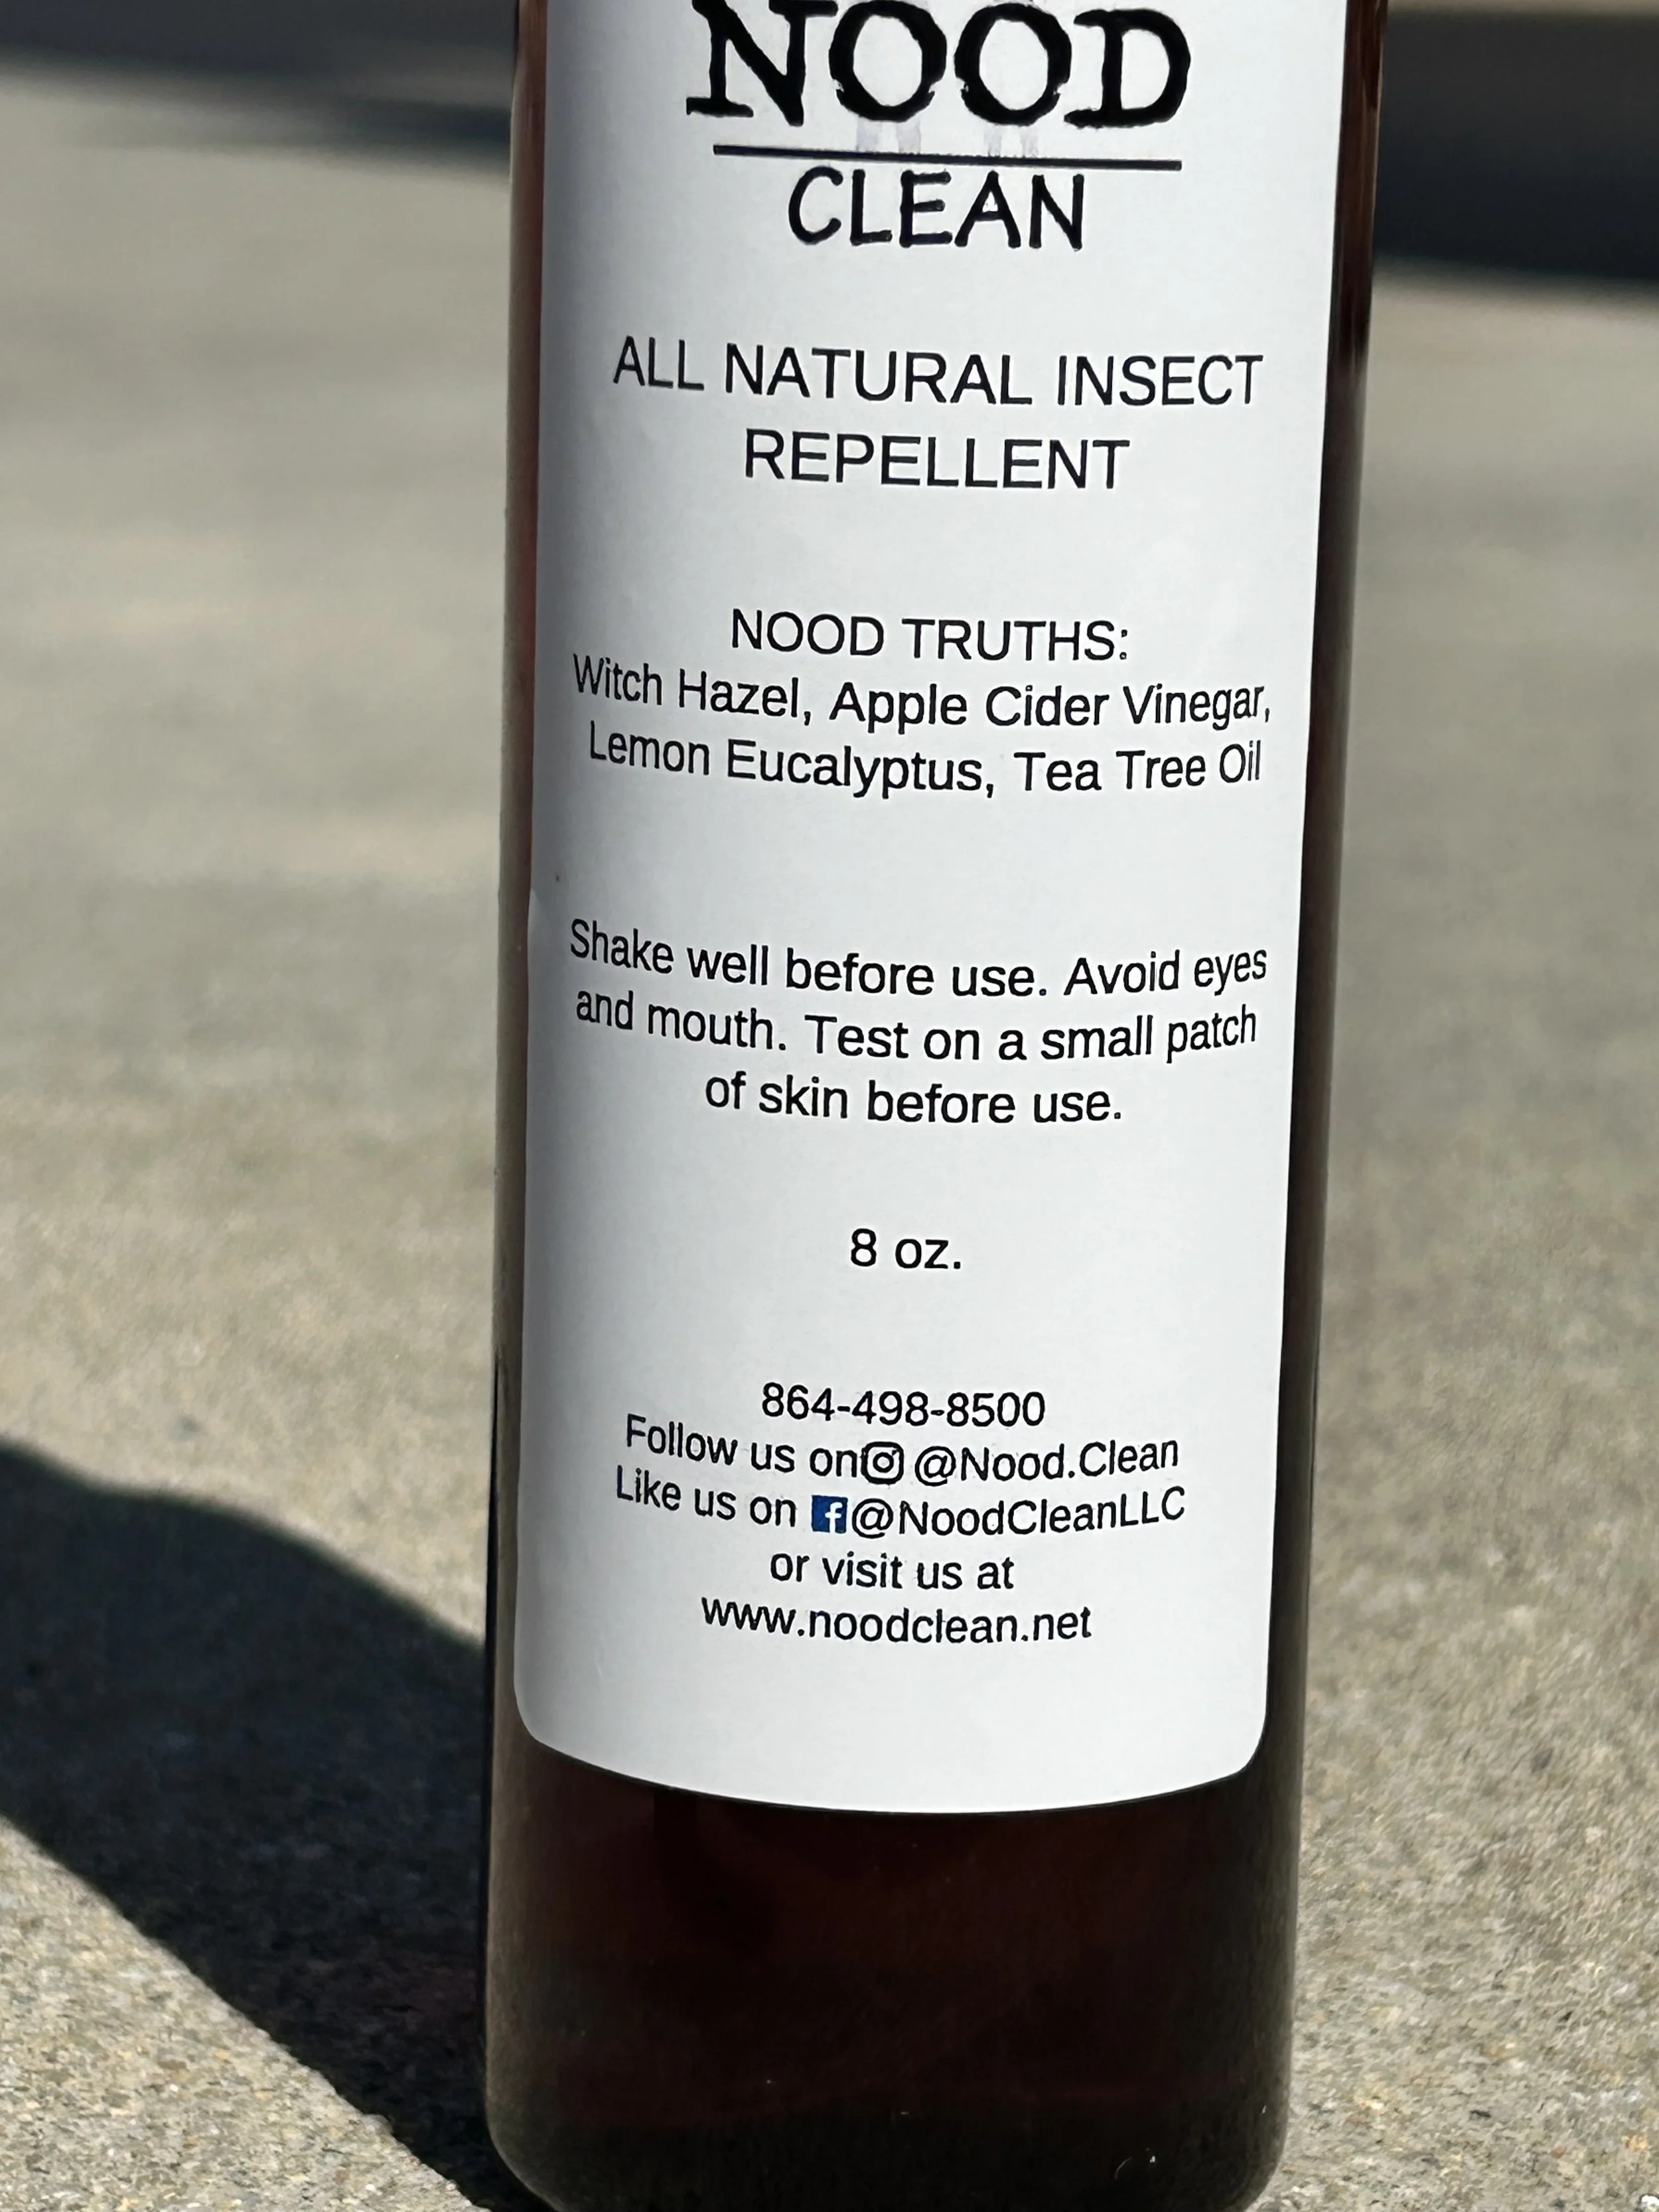 NOOD
CLEAN
ALL NATURAL INSECT
REPELLENT
NOOD TRUTHS:
Witch Hazel, Apple Cider Vinegar,
Lemon Eucalyptus, Tea Tree Oil
Shake well before use. Avoid eyes
and mouth. Test on a small patch
of skin before use.
8 oz.
864-498-8500
Follow us on @Nood.Clean
Like us on f@NoodCleanLLC
or visit us at
www.noodclean.net